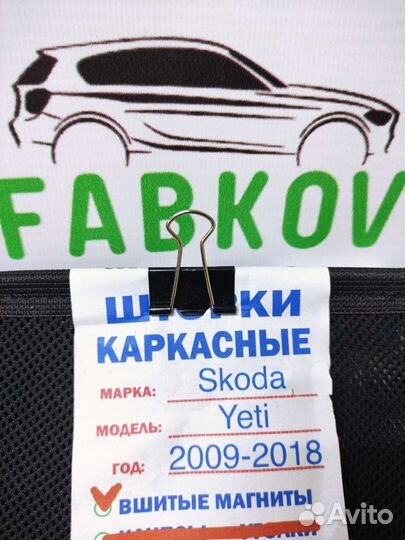 FABKOV
ШТОРКИ
КАРКАСНЫЕ
МАРКА: Skoda
МОДЕЛЬ: Yeti
ГОД: 2009-2018
ВШИТЫЕ МАГНИТЫ
Avito